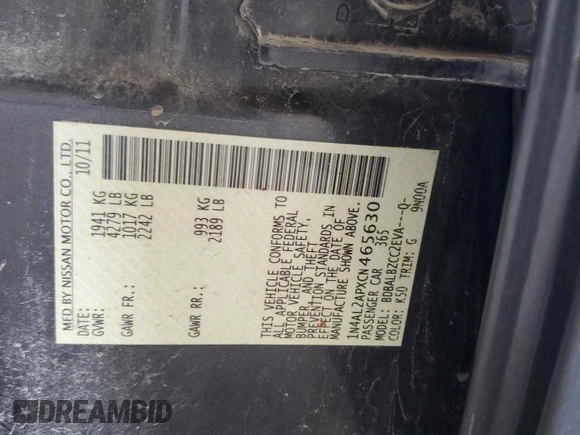 MFD BY NISSAN MOTOR CO., LTD.
DATE: 10/11
GVWR: 1941 KG
4279 LB
GAWR FR.: 1017 KG
2242 LB
GAWR RR.: 993 KG
2189 LB
THIS VEHICLE CONFORMS TO
ALL APPLICABLE FEDERAL
MOTOR VEHICLE SAFETY,
BUMPER, AND THEFT
PREVENTION STANDARDS IN
EFFECT ON THE DATE OF
MANUFACTURE SHOWN ABOVE.
1N4AL2APXCN465630
PASSENGER CAR 365
BDBALBZCC2EVA---Q-
COLOR: K50 TRIM: G 9N00A
DREAMBID